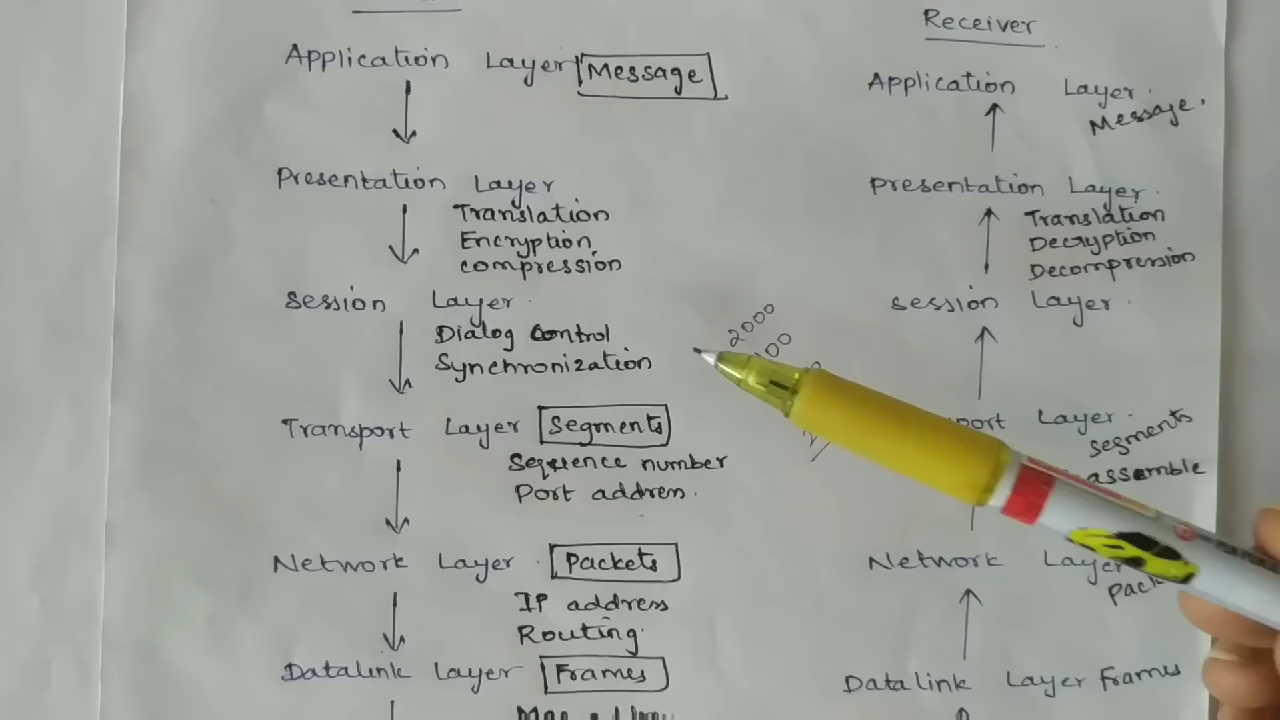 Application Layer Message
Presentation Layer
Translation
Encryption
compression
session Layer
Dialog Control
Synchronization
Transport Layer Segments
Sequence number
Port address.
Network Layer. Packets
IP address
Routing.
Datalink Layer Frames
Receiver
Application Layer.
Message.
presentation Layer.
Translation
Decryption
Decompression
session Layer.
2000
100
Layer.
segments
assemble
Network Layer
Datalink Layer Frames